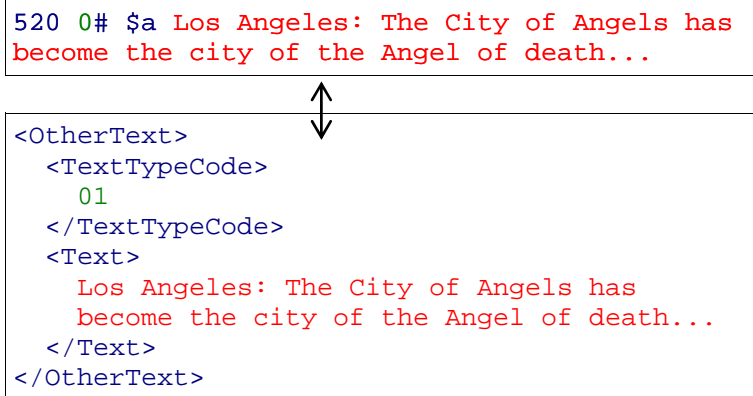 520 0# $a Los Angeles: The City of Angels has
become the city of the Angel of death...
<OtherText>
<TextTypeCode>
01
</TextTypeCode>
<Text>
Los Angeles: The City of Angels has
become the city of the Angel of death...
</Text>
</OtherText>